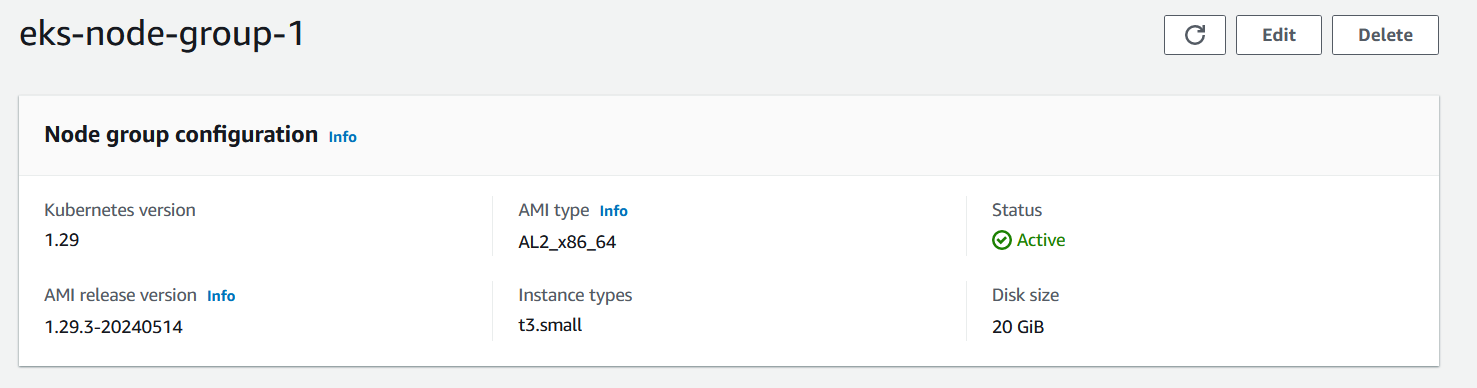 eks-node-group-1
Edit
Delete
Node group configuration Info
Kubernetes version
1.29
AMI type Info
AL2_x86_64
Status
Active
AMI release version Info
1.29.3-20240514
Instance types
t3.small
Disk size
20 GiB